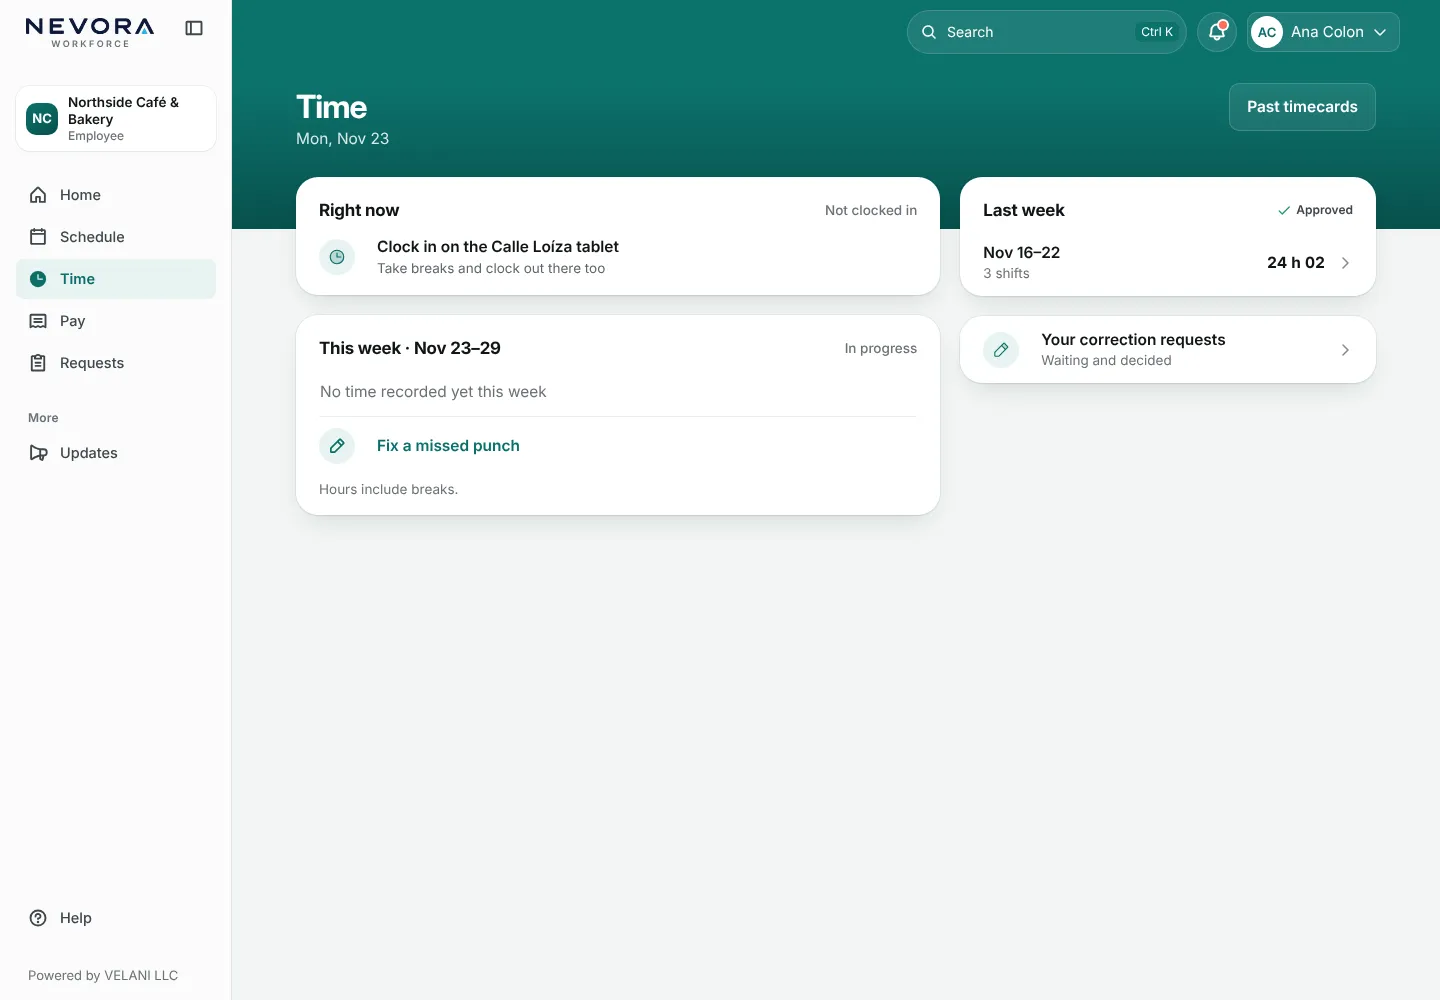 NEVORA
WORKFORCE
NC
Northside Café &
Bakery
Employee
Home
Schedule
Time
Pay
Requests
More
Updates
Help
Powered by VELANI LLC
Search
Ctrl K
AC
Ana Colon
Time
Mon, Nov 23
Past timecards
Right now
Not clocked in
Clock in on the Calle Loíza tablet
Take breaks and clock out there too
This week · Nov 23–29
In progress
No time recorded yet this week
Fix a missed punch
Hours include breaks.
Last week
Approved
Nov 16–22
3 shifts
24 h 02
Your correction requests
Waiting and decided